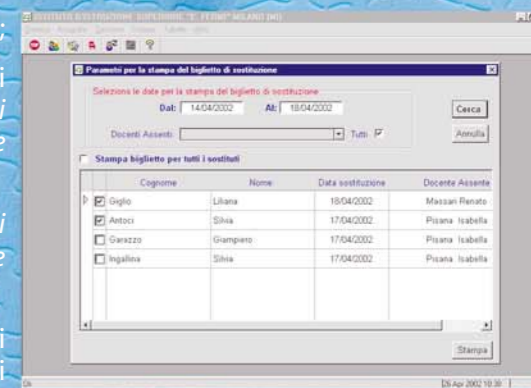 ISTITUTO D'ISTRUZIONE SUPERIORE "E. FERMI" MILANO (MI)
Parametri per la stampa del biglietto di sostituzione
Seleziona le date per la stampa del biglietto di sostituzione
Dal: 14/04/2002 Al: 18/04/2002
Cerca
Docenti Assenti: Tutti
Annulla
Stampa biglietto per tutti i sostituti
Cognome Nome Data sostituzione Docente Assente
Giglio Liliana 18/04/2002 Massari Renato
Antoci Silvia 17/04/2002 Pisana Isabella
Garazzo Giampiero 17/04/2002 Pisana Isabella
Ingallina Silvia 17/04/2002 Pisana Isabella
Stampa
Ok 26 Apr 2002 10:30